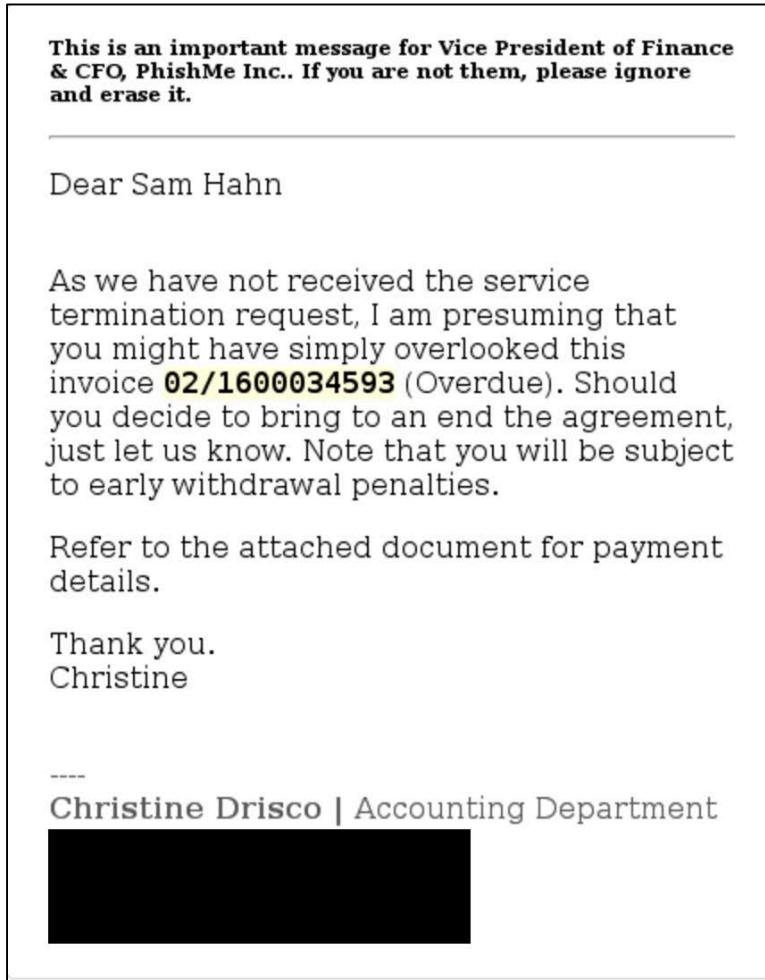 This is an important message for Vice President of Finance
& CFO, PhishMe Inc.. If you are not them, please ignore
and erase it.
Dear Sam Hahn
As we have not received the service
termination request, I am presuming that
you might have simply overlooked this
invoice 02/1600034593 (Overdue). Should
you decide to bring to an end the agreement,
just let us know. Note that you will be subject
to early withdrawal penalties.
Refer to the attached document for payment
details.
Thank you.
Christine
----
Christine Drisco | Accounting Department